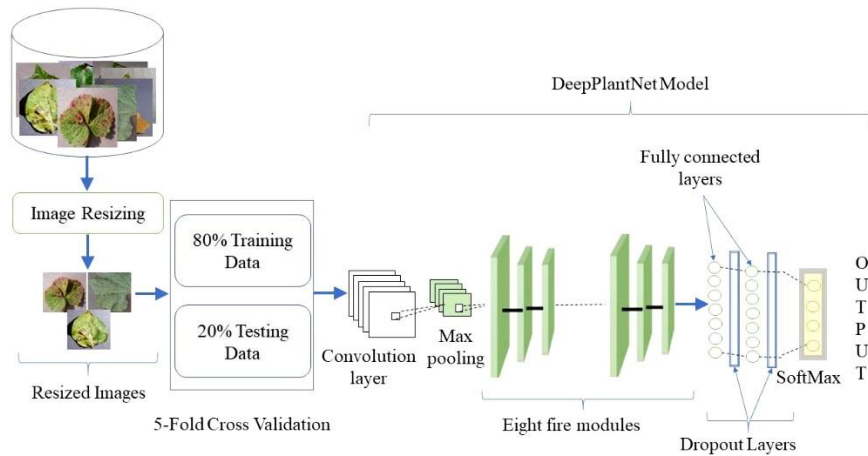 DeepPlantNet Model
Fully connected
layers
Image Resizing
80% Training
Data
20% Testing
Data
Convolution
layer
Max
pooling
SoftMax
OUTPUT
Resized Images
5-Fold Cross Validation
Eight fire modules
Dropout Layers